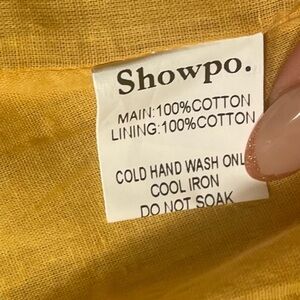 Showpo.
MAIN:100%COTTON
LINING:100%COTTON
COLD HAND WASH ONL
COOL IRON
DO NOT SOAK